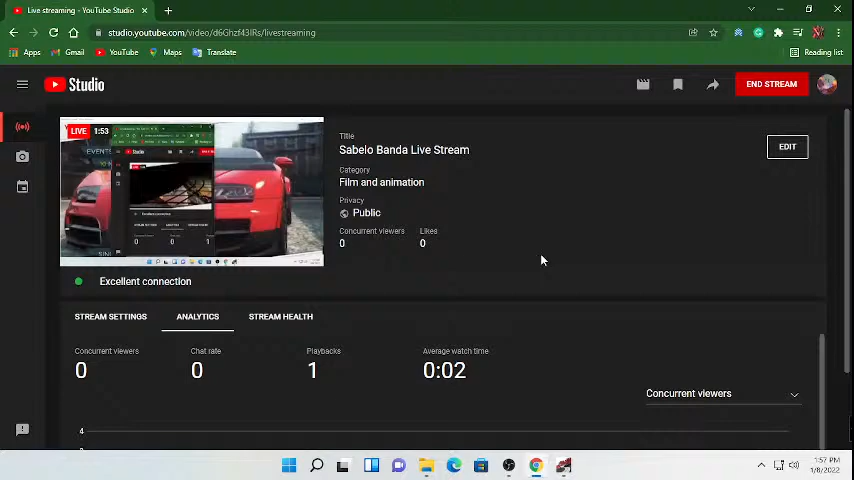 Live streaming - YouTube Studio
studio.youtube.com/video/d6Ghzf43lRs/livestreaming
Apps Gmail YouTube Maps Translate Reading list
Studio END STREAM
LIVE 1:53
Title
Sabelo Banda Live Stream
EDIT
Category
Film and animation
Privacy
Public
Concurrent viewers Likes
0 0
Excellent connection
STREAM SETTINGS ANALYTICS STREAM HEALTH
Concurrent viewers Chat rate Playbacks Average watch time
0 0 1 0:02
Concurrent viewers
4
1:57 PM
1/8/2022